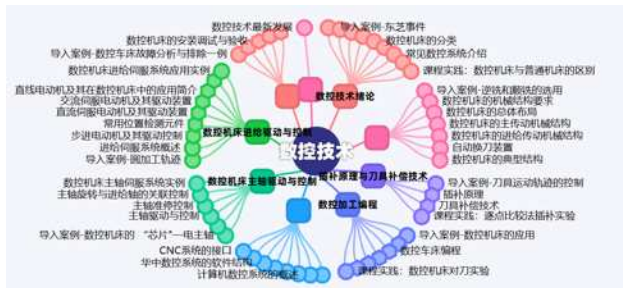 数控技术最新发展
数控机床的安装调试与验收
导入案例-数控车床故障分析与排除一例
导入案例-东芝事件
数控机床的分类
常见数控系统介绍
课程实践：数控机床与普通机床的区别
数控技术绪论
数控机床进给伺服系统应用实例
直线电动机及其在数控机床中的应用简介
交流伺服电动机及其驱动装置
直流伺服电动机及其驱动装置
常用位置检测元件
步进电动机及其驱动控制
进给伺服系统概述
导入案例-圆加工轨迹
数控机床进给驱动与控制
导入案例-逆铣和顺铣的选用
数控机床的机械结构要求
数控机床的总体布局
数控机床的主传动机械结构
数控机床的进给传动机械结构
自动换刀装置
数控机床的典型结构
数控技术
数控机床主轴伺服系统实例
主轴旋转与进给轴的关联控制
主轴准停控制
主轴驱动与控制
导入案例-数控机床的 “芯片”—电主轴
数控机床主轴驱动与控制
插补原理与刀具补偿技术
导入案例-刀具运动轨迹的控制
插补原理
刀具补偿技术
课程实践：逐点比较法插补实验
数控加工编程
导入案例-数控机床的应用
数控车床编程
课程实践：数控机床对刀实验
CNC系统的接口
华中数控系统的软件结构
计算机数控系统的概述